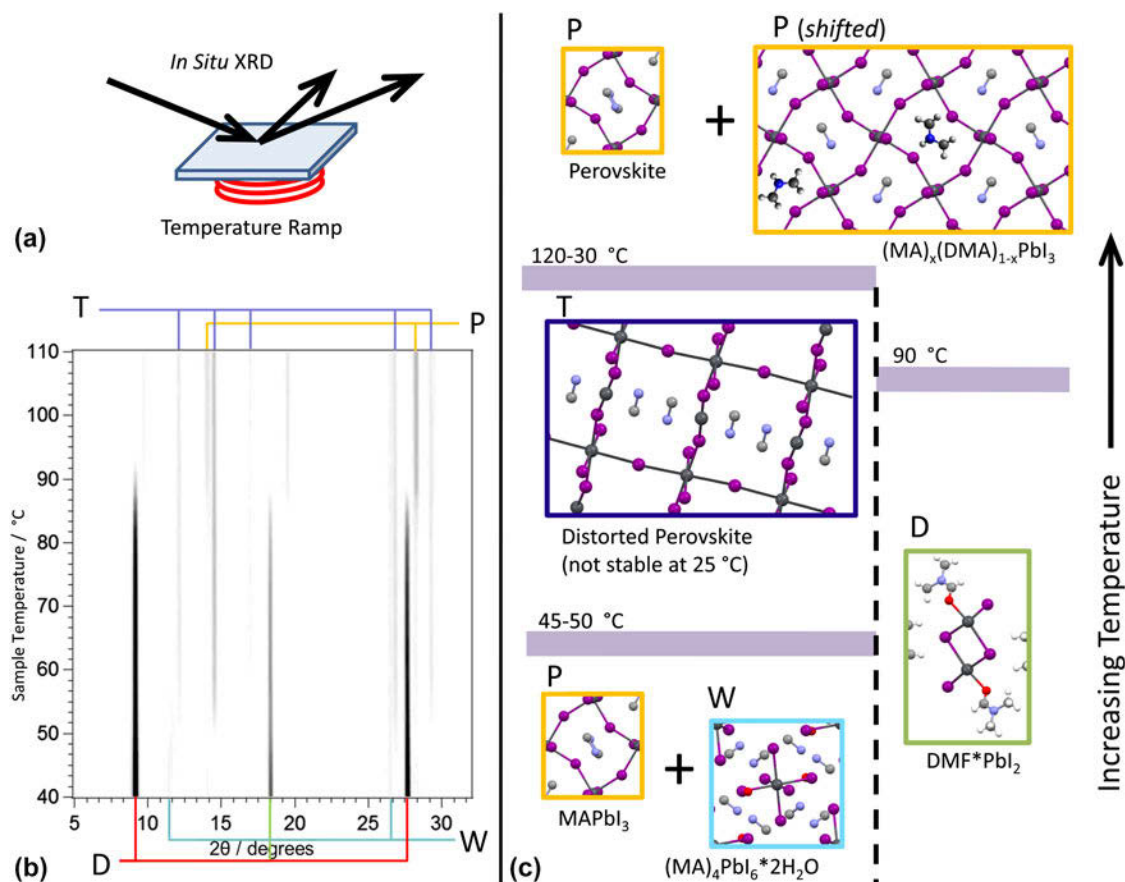 In Situ XRD
Temperature Ramp
(a)
T
P
110
100
90
80
70
60
50
40
Sample Temperature / °C
5
10
15
20
25
30
2θ / degrees
W
D
(b)
P
P (shifted)
+
Perovskite
(MA)x(DMA)1-xPbI3
120-30 °C
T
90 °C
Distorted Perovskite
(not stable at 25 °C)
D
45-50 °C
P
W
+
DMF*PbI2
MAPbI3
(MA)4PbI6*2H2O
(c)
Increasing Temperature